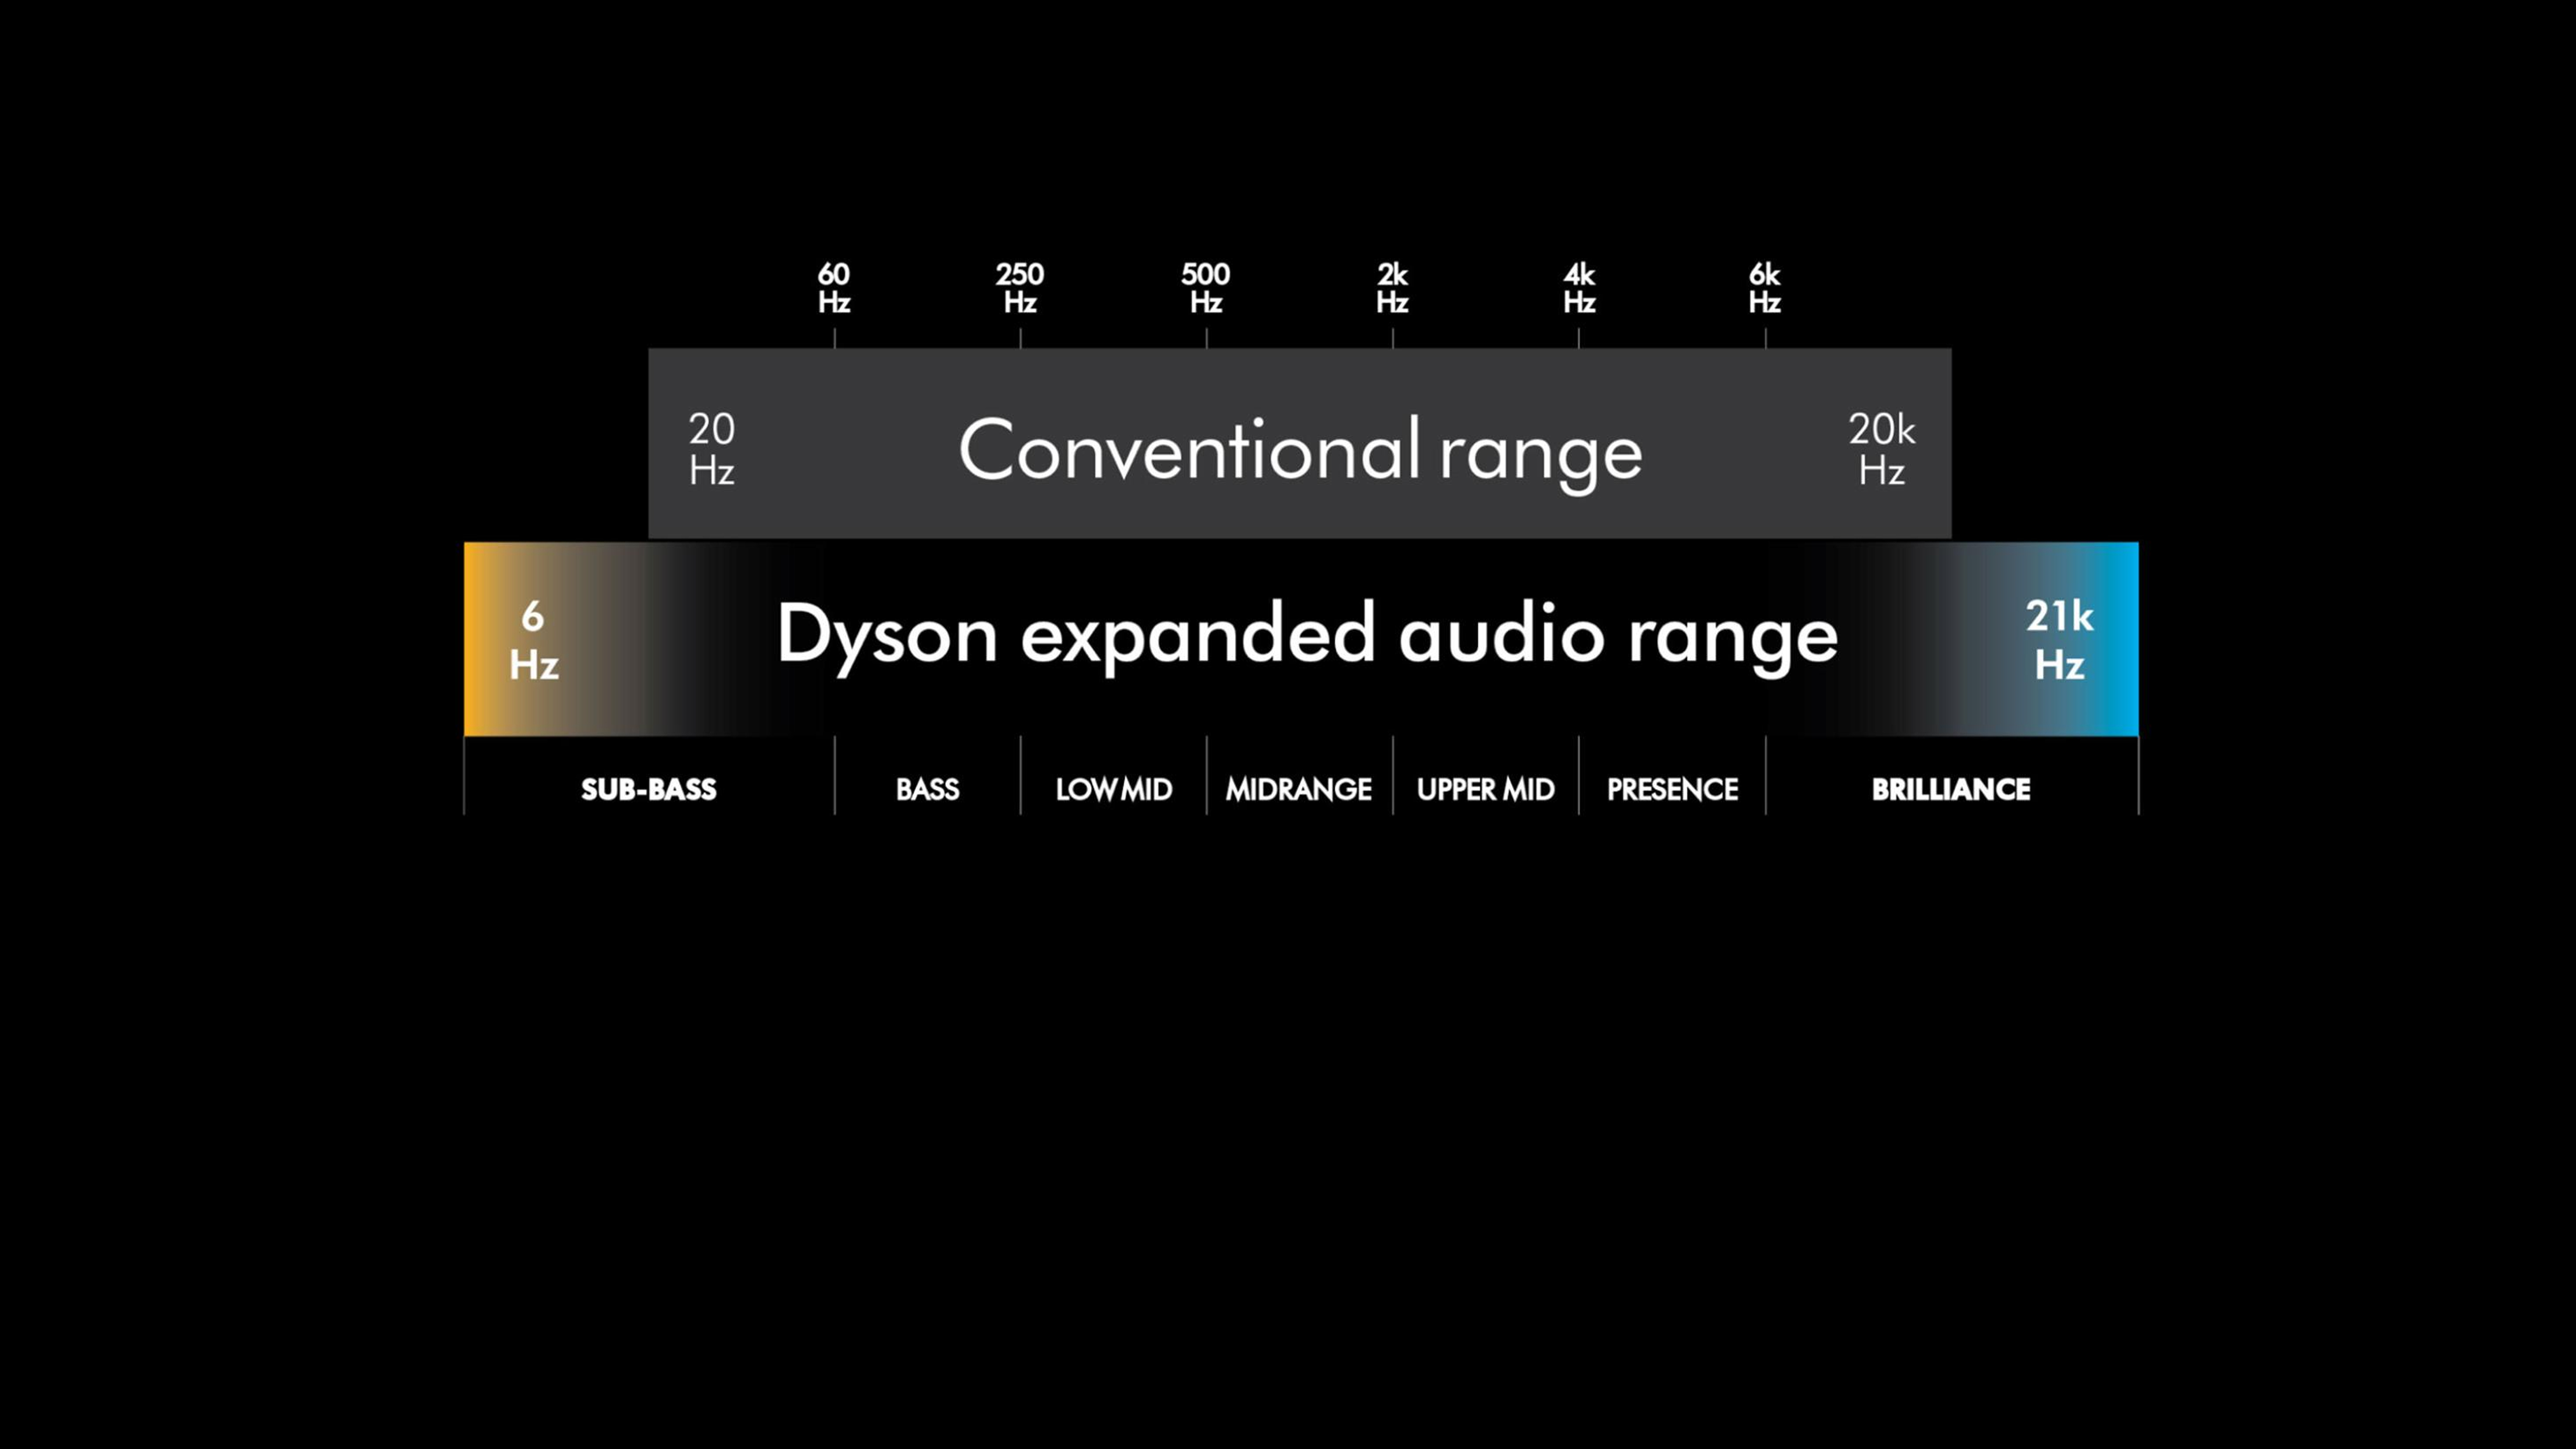 60 250 500 2k 4k 6k
Hz Hz Hz Hz Hz Hz
20
Hz
Conventional range
20k
Hz
6
Hz
Dyson expanded audio range
21k
Hz
SUB-BASS BASS LOW MID MIDRANGE UPPER MID PRESENCE BRILLIANCE